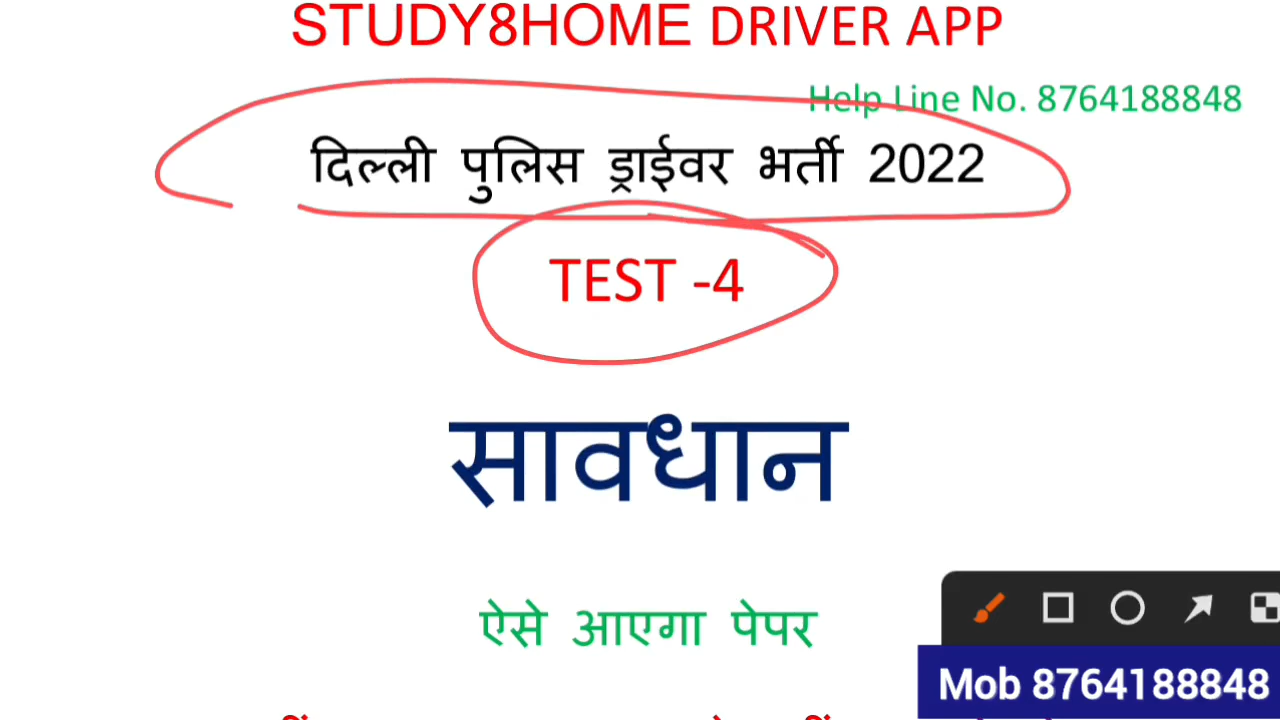 STUDY8HOME DRIVER APP
Help Line No. 8764188848
दिल्ली पुलिस ड्राईवर भर्ती 2022
TEST -4
सावधान
ऐसे आएगा पेपर
Mob 8764188848